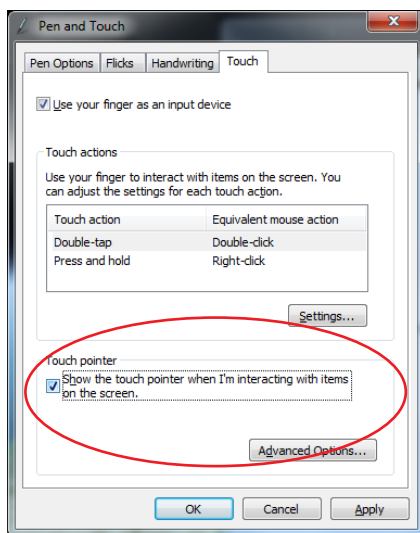 Pen and Touch
Pen Options Flicks Handwriting Touch
Use your finger as an input device
Touch actions
Use your finger to interact with items on the screen. You
can adjust the settings for each touch action.
Touch action Equivalent mouse action
Double-tap Double-click
Press and hold Right-click
Settings...
Touch pointer
Show the touch pointer when I'm interacting with items
on the screen.
Advanced Options...
OK Cancel Apply